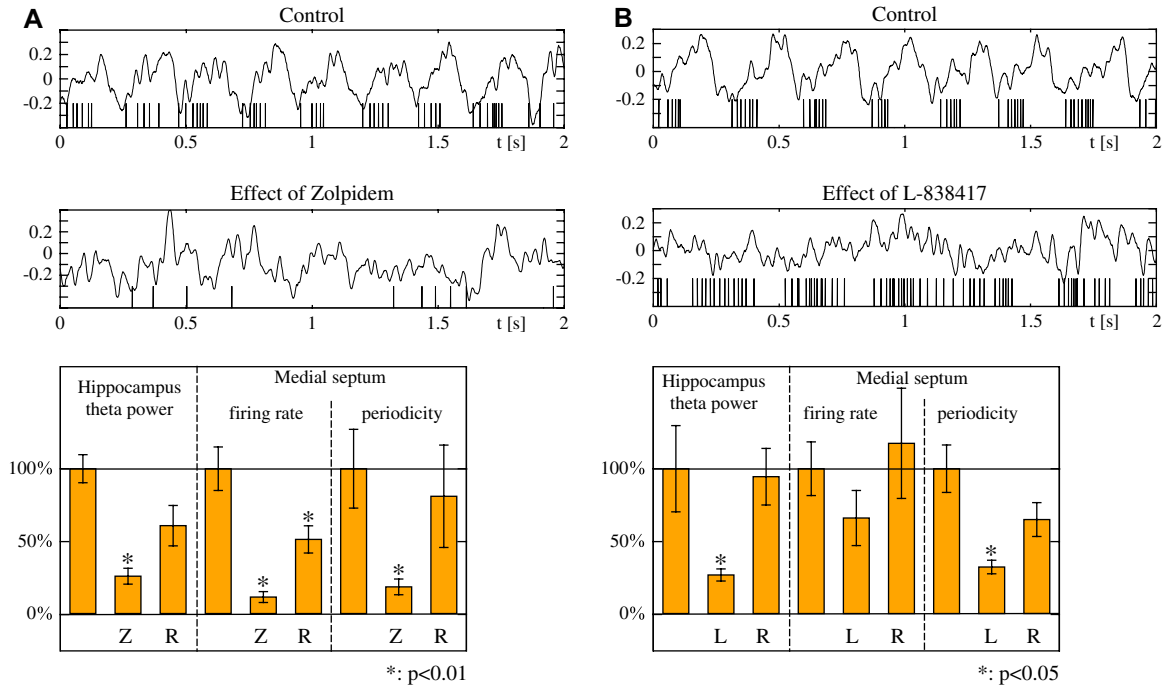 A
Control
0.2
0
-0.2
0 0.5 1 1.5 t [s] 2
Effect of Zolpidem
0.2
0
-0.2
0 0.5 1 1.5 t [s] 2
Hippocampus
theta power
Medial septum
firing rate
periodicity
100%
50%
0%
* * * *
Z R Z R Z R
*: p<0.01
B
Control
0.2
0
-0.2
0 0.5 1 1.5 t [s] 2
Effect of L-838417
0.2
0
-0.2
0 0.5 1 1.5 t [s] 2
Hippocampus
theta power
Medial septum
firing rate
periodicity
100%
50%
0%
* *
L R L R L R
*: p<0.05